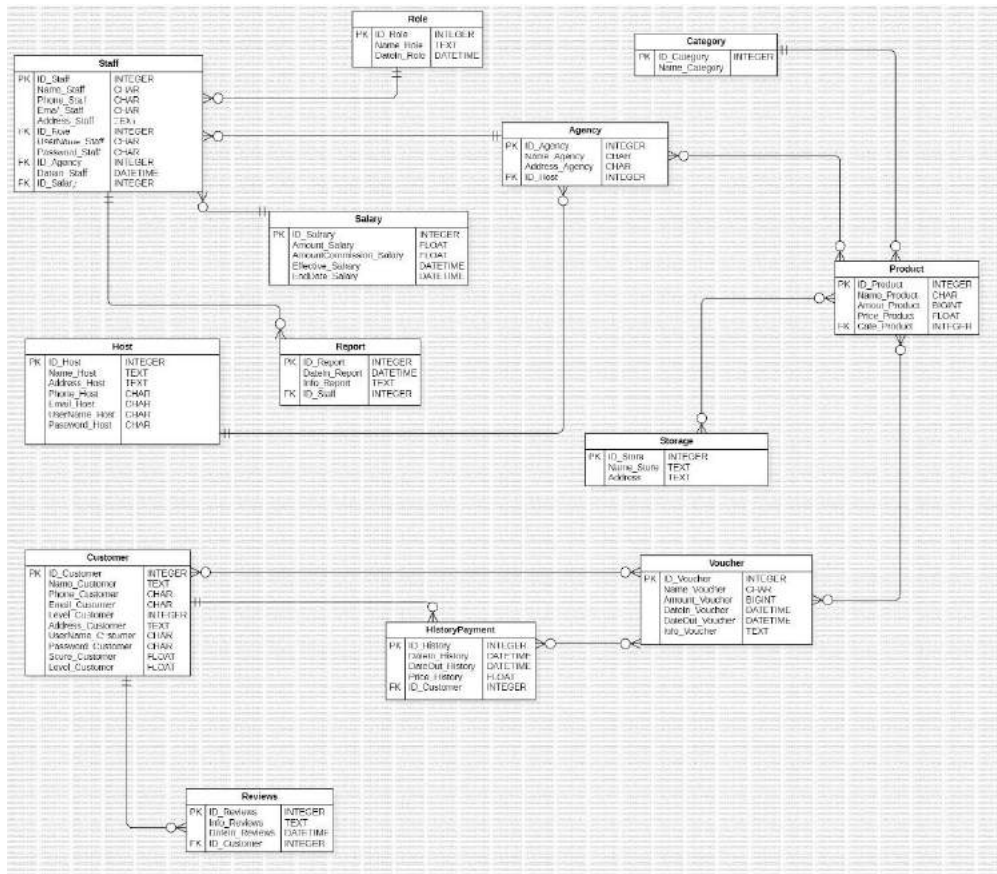 Role
PK ID_Role INTEGER
Name_Role TEXT
DateIn_Role DATETIME
Category
PK ID_Category INTEGER
Name_Category
Staff
PK ID_Staff INTEGER
Name_Staff CHAR
Phone_Staff CHAR
Email_Staff CHAR
Address_Staff TEXT
FK ID_Role INTEGER
UserName_Staff CHAR
Password_Staff CHAR
FK ID_Agency INTEGER
DateIn_Staff DATETIME
FK ID_Salary INTEGER
Agency
PK ID_Agency INTEGER
Name_Agency CHAR
Address_Agency CHAR
FK ID_Host INTEGER
Salary
PK ID_Salrary INTEGER
Amount_Salary FLOAT
AmountCommission_Salary FLOAT
Effective_Salrary DATETIME
EndDate_Salary DATETIME
Product
PK ID_Product INTEGER
Name_Product CHAR
Amout_Product BIGINT
Price_Product FLOAT
FK Cate_Product INTEGER
Host
PK ID_Host INTEGER
Name_Host TEXT
Address_Host TEXT
Phone_Host CHAR
Email_Host CHAR
UserName_Host CHAR
Password_Host CHAR
Report
PK ID_Report INTEGER
DateIn_Report DATETIME
Info_Report TEXT
FK ID_Staff INTEGER
Storage
PK ID_Store INTEGER
Name_Store TEXT
Address TEXT
Customer
PK ID_Customer INTEGER
Name_Customer TEXT
Phone_Customer CHAR
Email_Customer CHAR
Level_Customer INTEGER
Address_Customer TEXT
CHAR
Password_Customer CHAR
Score_Customer FLOAT
Level_Customer FLOAT
Voucher
PK ID_Voucher INTEGER
Name_Voucher CHAR
Amount_Voucher BIGINT
DateIn_Voucher DATETIME
DateOut_Voucher DATETIME
Info_Voucher TEXT
HistoryPayment
PK ID_History INTEGER
DateIn_History DATETIME
DateOut_History DATETIME
Price_History FLOAT
FK ID_Customer INTEGER
Reviews
PK ID_Reviews INTEGER
Info_Reviews TEXT
DateIn_Reviews DATETIME
FK ID_Customer INTEGER